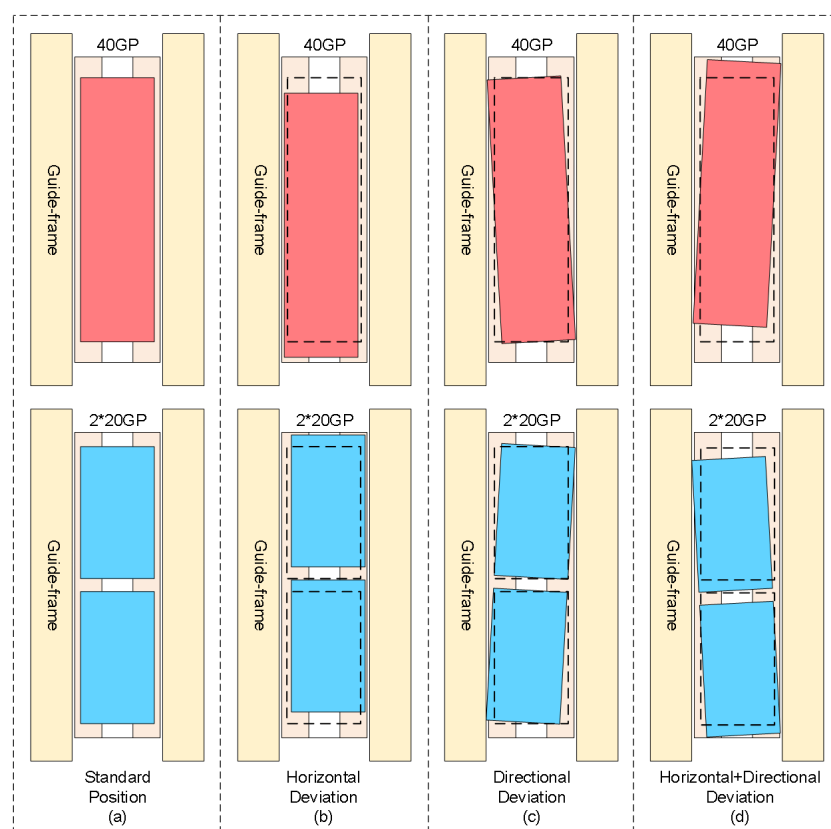 40GP
40GP
40GP
40GP
Guide-frame
Guide-frame
Guide-frame
Guide-frame
2*20GP
2*20GP
2*20GP
2*20GP
Guide-frame
Guide-frame
Guide-frame
Guide-frame
Standard
Position
(a)
Horizontal
Deviation
(b)
Directional
Deviation
(c)
Horizontal+Directional
Deviation
(d)